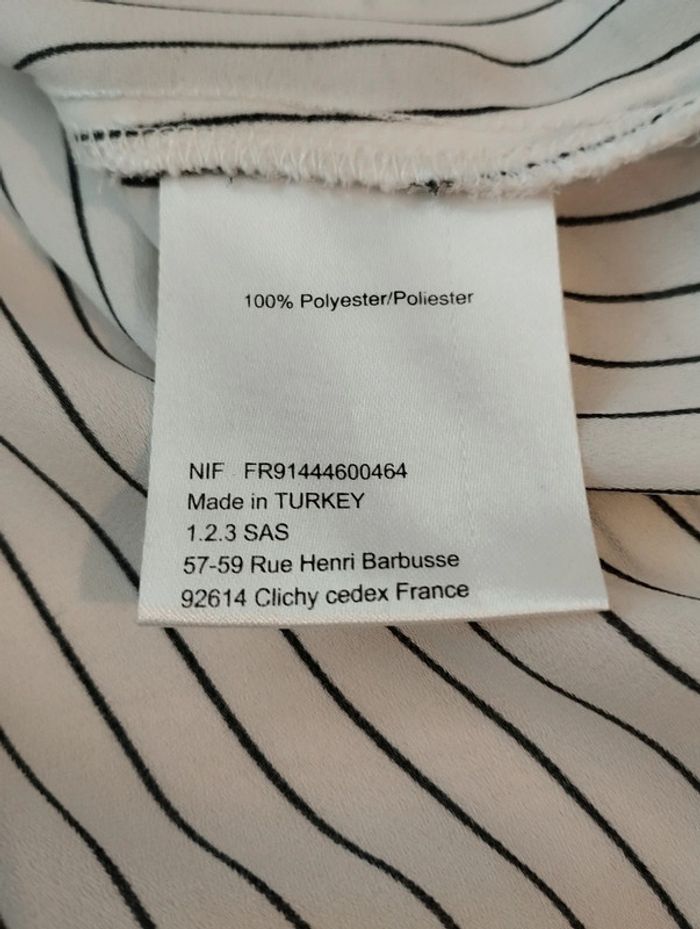 100% Polyester/Poliester
NIF FR91444600464
Made in TURKEY
1.2.3 SAS
57-59 Rue Henri Barbusse
92614 Clichy cedex France